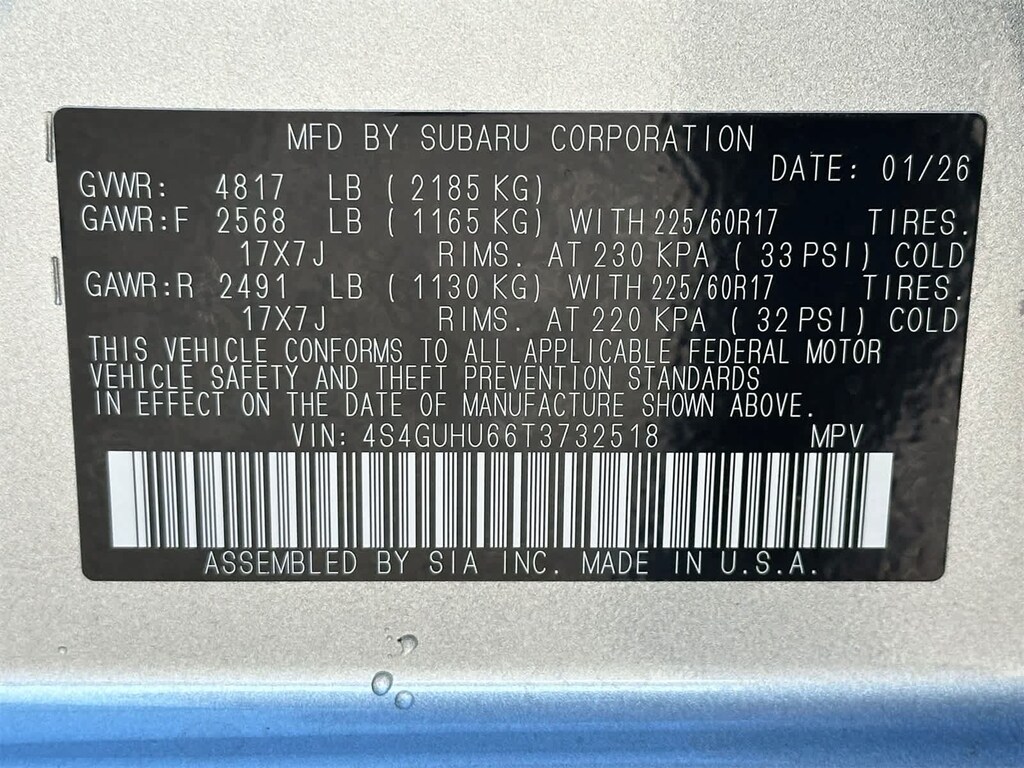 MFD BY SUBARU CORPORATION
DATE: 01/26
GVWR: 4817 LB ( 2185 KG)
GAWR:F 2568 LB ( 1165 KG) WITH 225/60R17 TIRES.
17X7J RIMS. AT 230 KPA ( 33 PSI) COLD
GAWR:R 2491 LB ( 1130 KG) WITH 225/60R17 TIRES.
17X7J RIMS. AT 220 KPA ( 32 PSI) COLD
THIS VEHICLE CONFORMS TO ALL APPLICABLE FEDERAL MOTOR
VEHICLE SAFETY AND THEFT PREVENTION STANDARDS
IN EFFECT ON THE DATE OF MANUFACTURE SHOWN ABOVE.
VIN: 4S4GUHU66T3732518 MPV
ASSEMBLED BY SIA INC. MADE IN U.S.A.